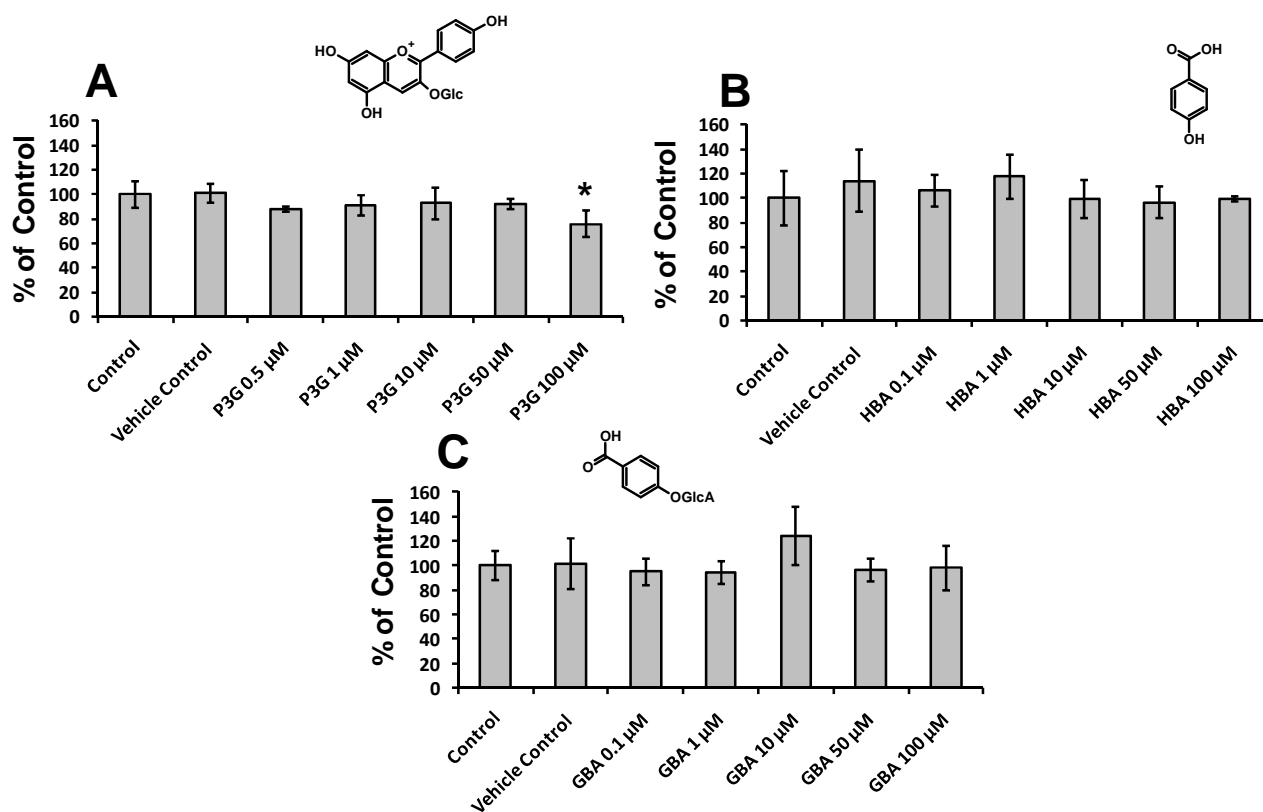 A
OH
HO
O+
OGlc
OH
% of Control
160
140
120
100
80
60
40
20
0
*
Control
Vehicle Control
P3G 0.5 µM
P3G 1 µM
P3G 10 µM
P3G 50 µM
P3G 100 µM
B
O
OH
OH
% of Control
160
140
120
100
80
60
40
20
0
Control
Vehicle Control
HBA 0.1 µM
HBA 1 µM
HBA 10 µM
HBA 50 µM
HBA 100 µM
C
OH
O
OGlcA
% of Control
160
140
120
100
80
60
40
20
0
Control
Vehicle Control
GBA 0.1 µM
GBA 1 µM
GBA 10 µM
GBA 50 µM
GBA 100 µM